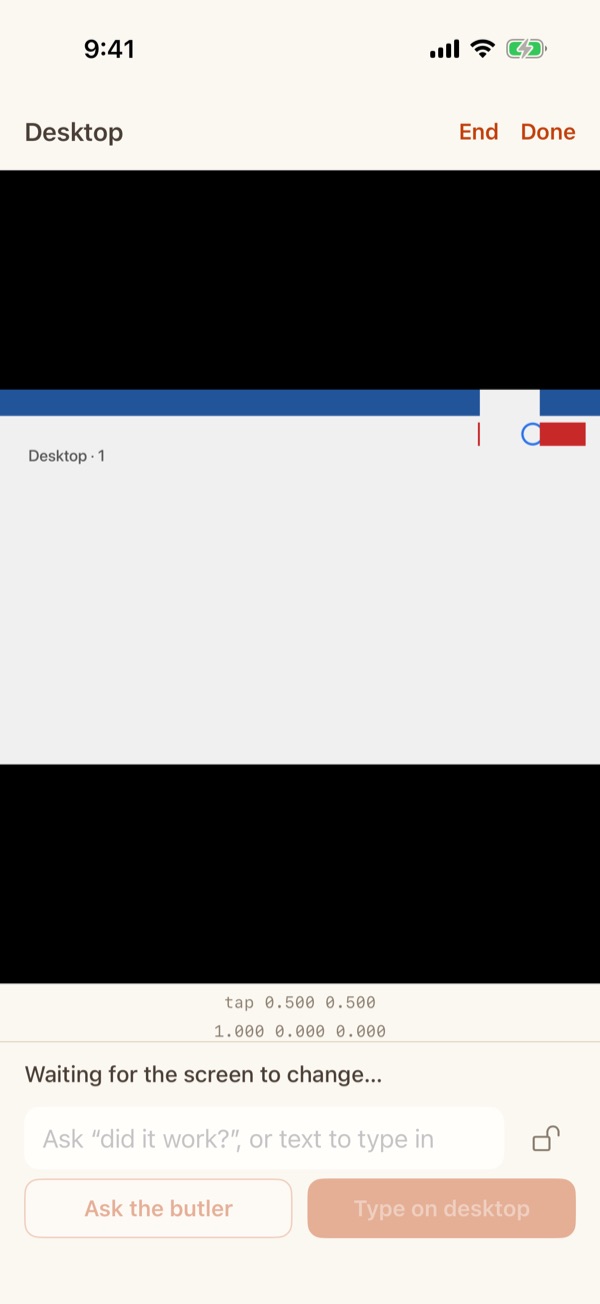 9:41
Desktop
End Done
Desktop · 1
tap 0.500 0.500
1.000 0.000 0.000
Waiting for the screen to change...
Ask “did it work?”, or text to type in
Ask the butler
Type on desktop